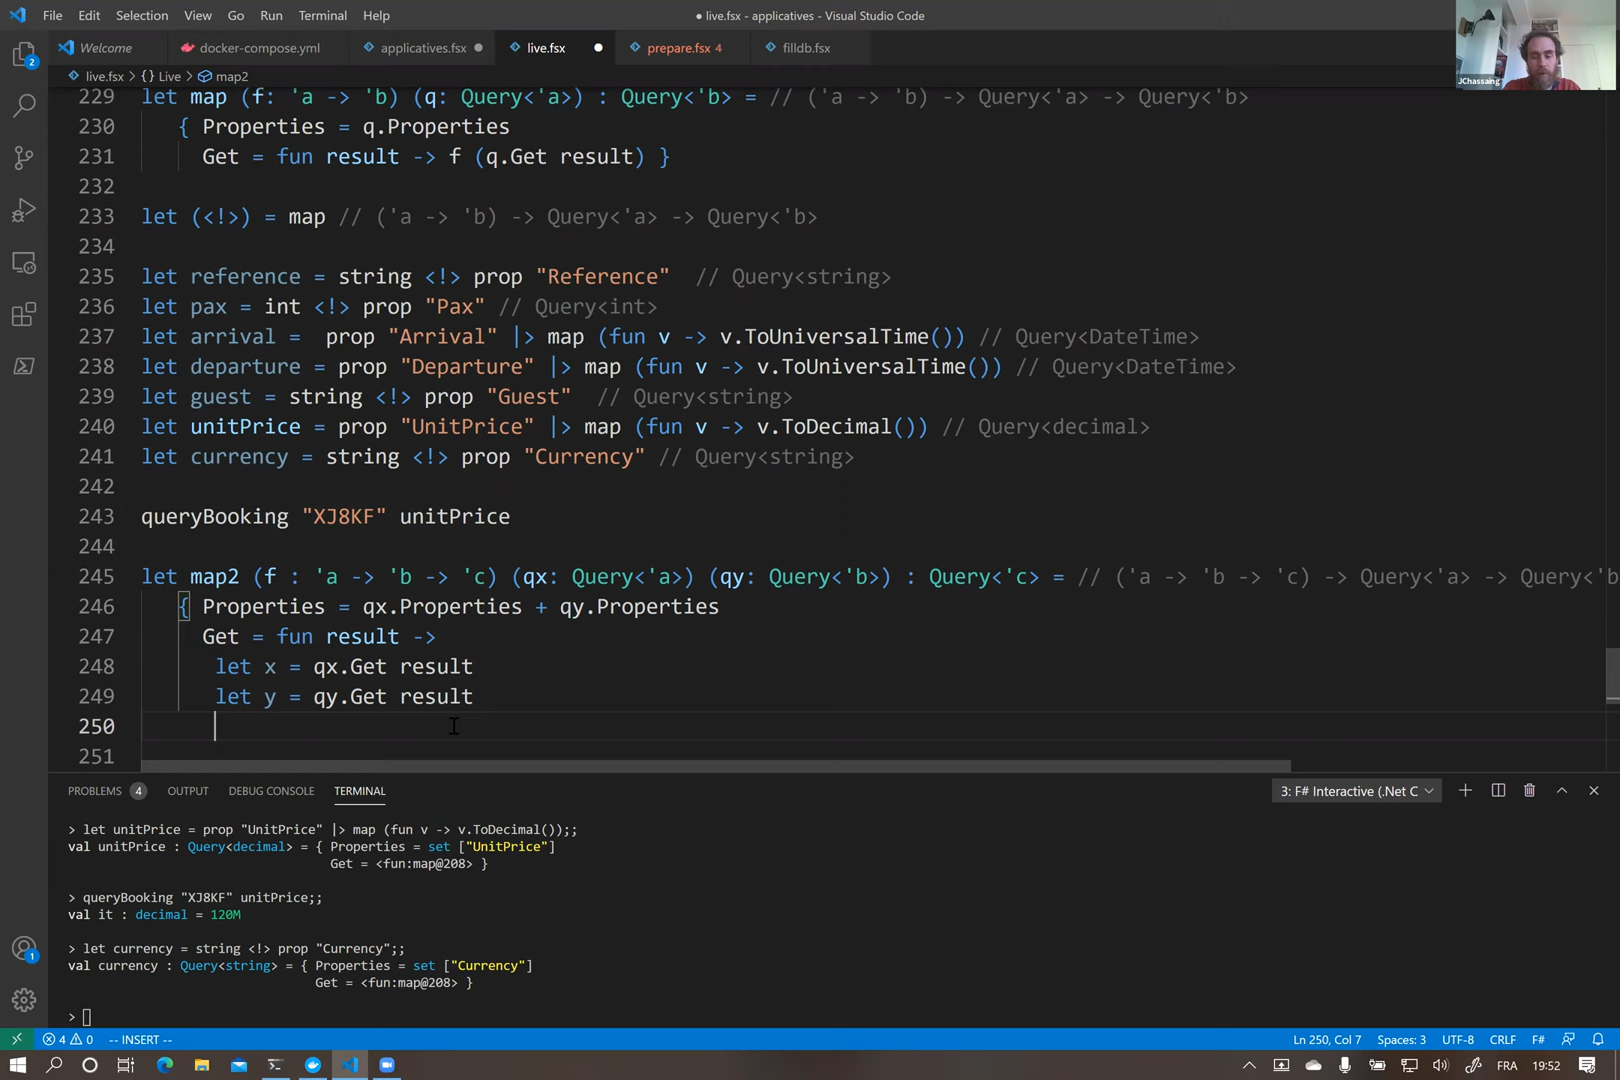 File Edit Selection View Go Run Terminal Help
● live.fsx - applicatives - Visual Studio Code
JChassaing
Welcome docker-compose.yml applicatives.fsx live.fsx prepare.fsx 4 filldb.fsx
live.fsx > {} Live > map2
229 let map (f: 'a -> 'b) (q: Query<'a>) : Query<'b> = // ('a -> 'b) -> Query<'a> -> Query<'b>
230 { Properties = q.Properties
231 Get = fun result -> f (q.Get result) }
232
233 let (<!>) = map // ('a -> 'b) -> Query<'a> -> Query<'b>
234
235 let reference = string <!> prop "Reference" // Query<string>
236 let pax = int <!> prop "Pax" // Query<int>
237 let arrival = prop "Arrival" |> map (fun v -> v.ToUniversalTime()) // Query<DateTime>
238 let departure = prop "Departure" |> map (fun v -> v.ToUniversalTime()) // Query<DateTime>
239 let guest = string <!> prop "Guest" // Query<string>
240 let unitPrice = prop "UnitPrice" |> map (fun v -> v.ToDecimal()) // Query<decimal>
241 let currency = string <!> prop "Currency" // Query<string>
242
243 queryBooking "XJ8KF" unitPrice
244
245 let map2 (f : 'a -> 'b -> 'c) (qx: Query<'a>) (qy: Query<'b>) : Query<'c> = // ('a -> 'b -> 'c) -> Query<'a> -> Query<'b
246 { Properties = qx.Properties + qy.Properties
247 Get = fun result ->
248 let x = qx.Get result
249 let y = qy.Get result
250
251
PROBLEMS 4 OUTPUT DEBUG CONSOLE TERMINAL 3: F# Interactive (.Net C
> let unitPrice = prop "UnitPrice" |> map (fun v -> v.ToDecimal());;
val unitPrice : Query<decimal> = { Properties = set ["UnitPrice"]
Get = <fun:map@208> }
> queryBooking "XJ8KF" unitPrice;;
val it : decimal = 120M
> let currency = string <!> prop "Currency";;
val currency : Query<string> = { Properties = set ["Currency"]
Get = <fun:map@208> }
>
4 0 -- INSERT -- Ln 250, Col 7 Spaces: 3 UTF-8 CRLF F#
FRA 19:52
2
1